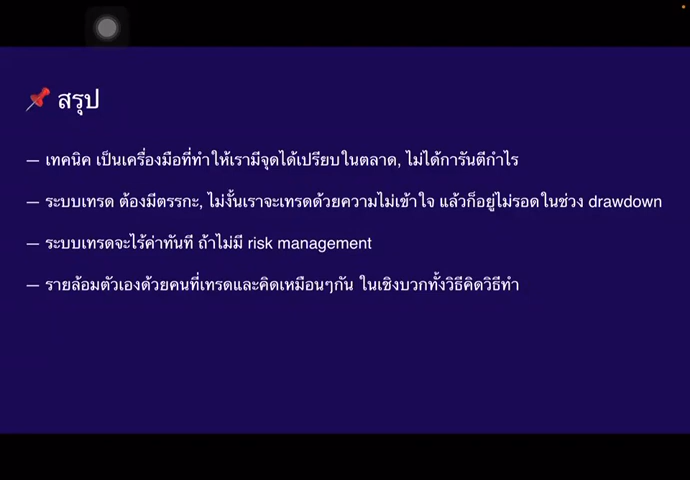 📌 สรุป
— เทคนิค เป็นเครื่องมือที่ทำให้เรามีจุดได้เปรียบในตลาด, ไม่ได้การันตีกำไร
— ระบบเทรด ต้องมีตรรกะ, ไม่งั้นเราจะเทรดด้วยความไม่เข้าใจ แล้วก็อยู่ไม่รอดในช่วง drawdown
— ระบบเทรดจะไร้ค่าทันที ถ้าไม่มี risk management
— รายล้อมตัวเองด้วยคนที่เทรดและคิดเหมือนๆกัน ในเชิงบวกทั้งวิธีคิดวิธีทำ